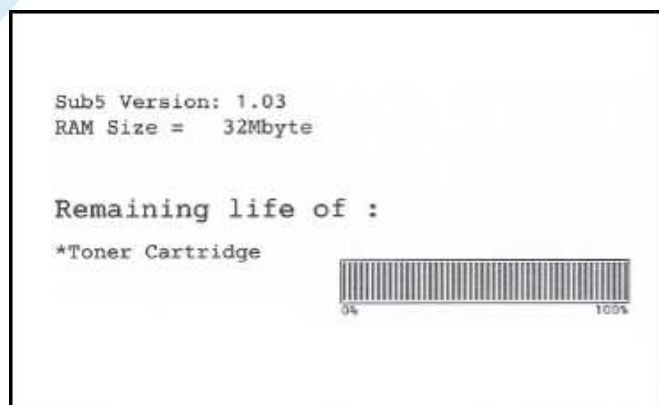 Sub5 Version: 1.03
RAM Size = 32Mbyte
Remaining life of :
*Toner Cartridge
0% 100%